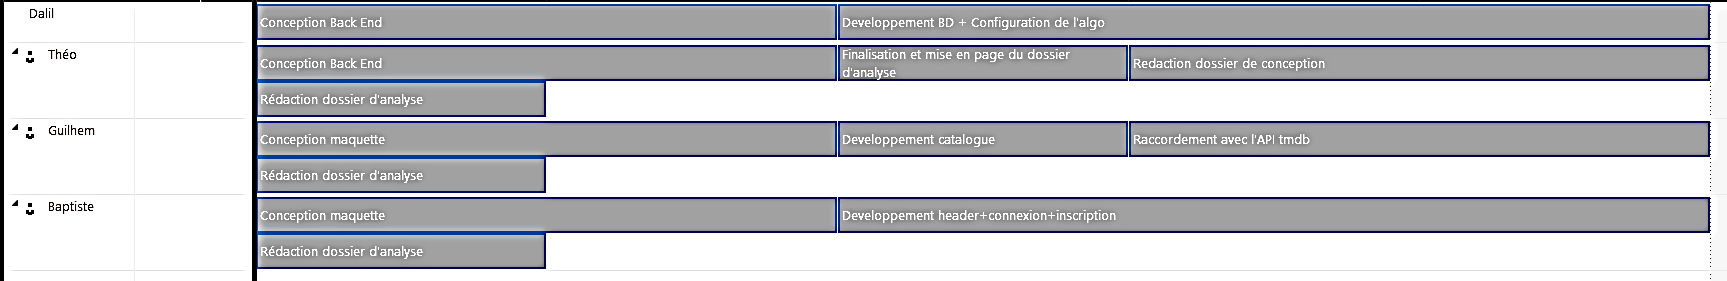 Dalil
Conception Back End
Developpement BD + Configuration de l'algo
Théo
Conception Back End
Finalisation et mise en page du dossier
d'analyse
Redaction dossier de conception
Rédaction dossier d'analyse
Guilhem
Conception maquette
Developpement catalogue
Raccordement avec l'API tmdb
Rédaction dossier d'analyse
Baptiste
Conception maquette
Developpement header+connexion+inscription
Rédaction dossier d'analyse